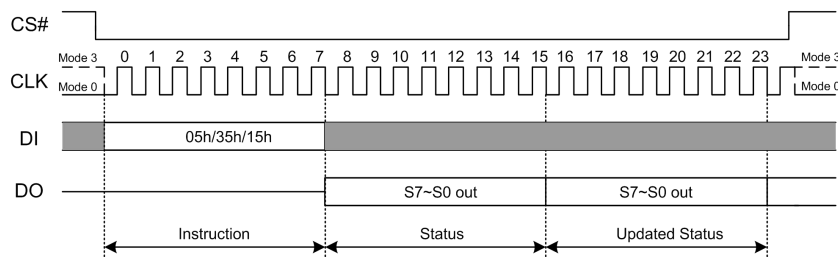 CS#
Mode 3 0 1 2 3 4 5 6 7 8 9 10 11 12 13 14 15 16 17 18 19 20 21 22 23 Mode 3
CLK
Mode 0 Mode 0
DI 05h/35h/15h
DO S7~S0 out S7~S0 out
Instruction Status Updated Status